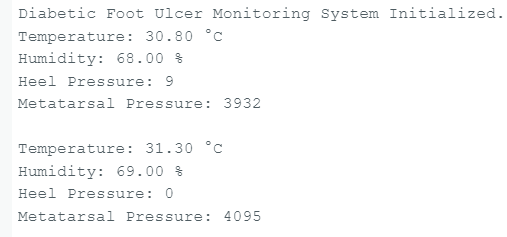 Diabetic Foot Ulcer Monitoring System Initialized.
Temperature: 30.80 °C
Humidity: 68.00 %
Heel Pressure: 9
Metatarsal Pressure: 3932
Temperature: 31.30 °C
Humidity: 69.00 %
Heel Pressure: 0
Metatarsal Pressure: 4095